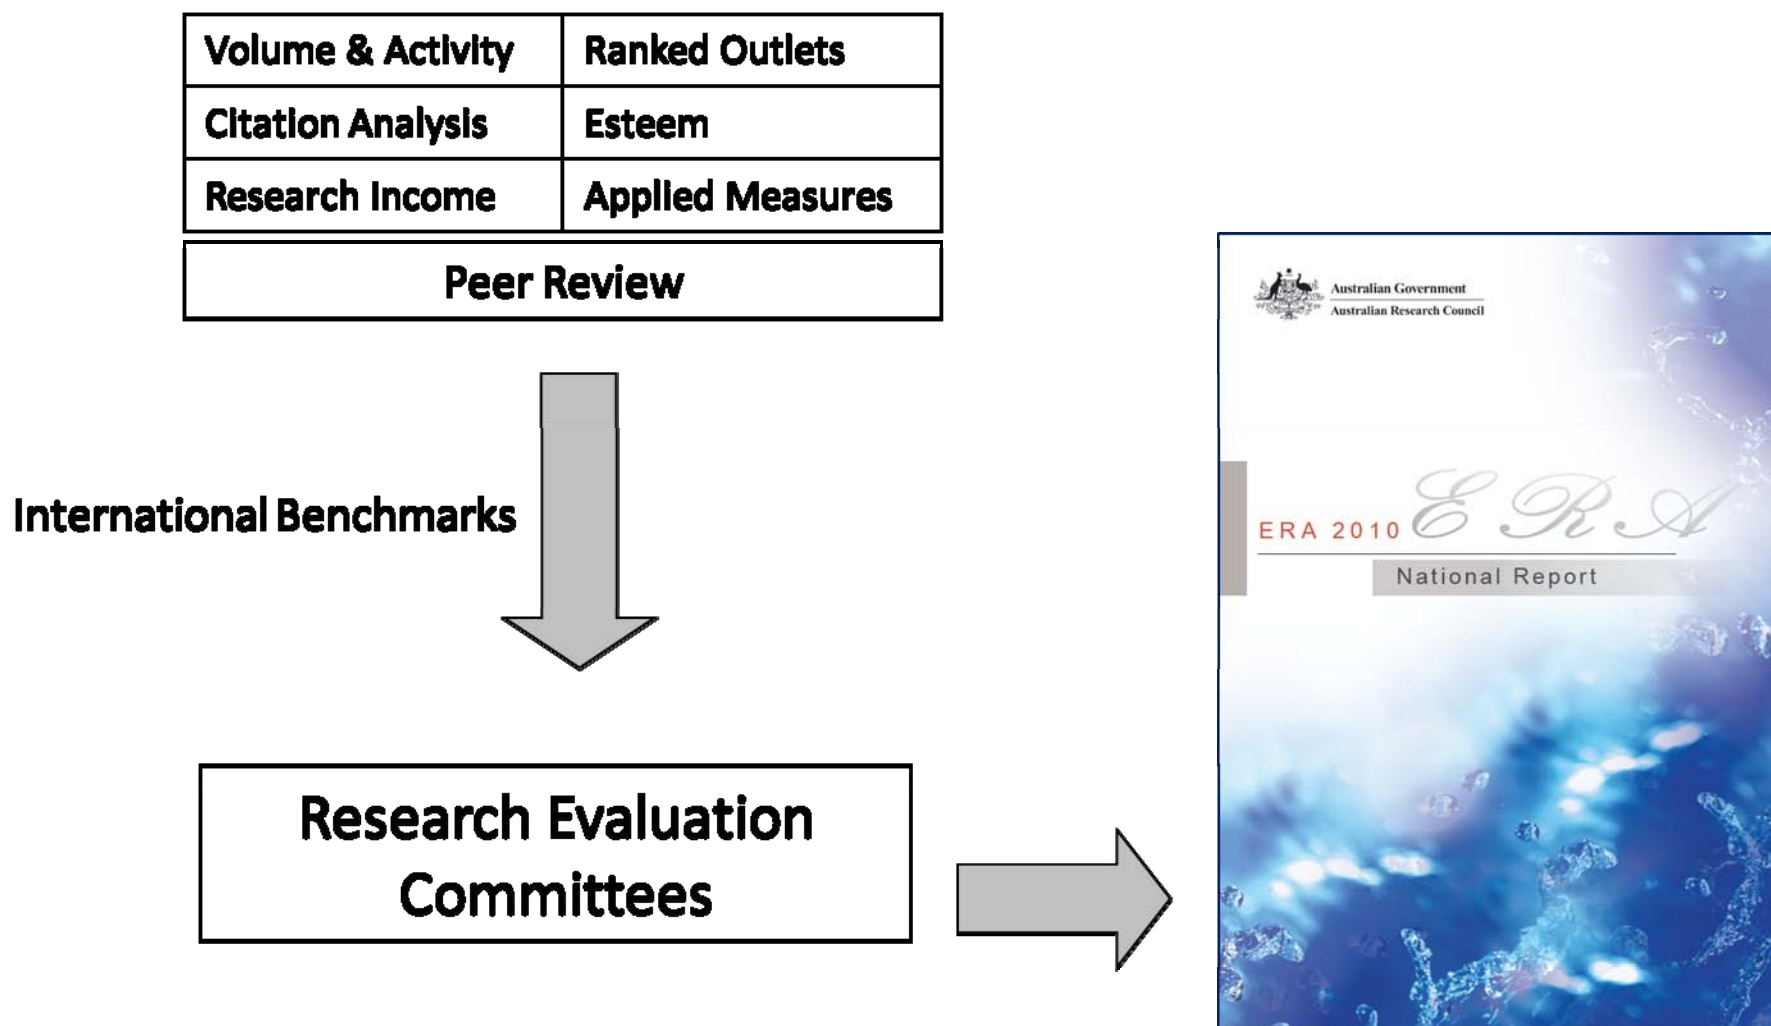 Volume & Activity
Ranked Outlets
Citation Analysis
Esteem
Research Income
Applied Measures
Peer Review
International Benchmarks
Research Evaluation
Committees
Australian Government
Australian Research Council
ERA 2010
E R A
National Report